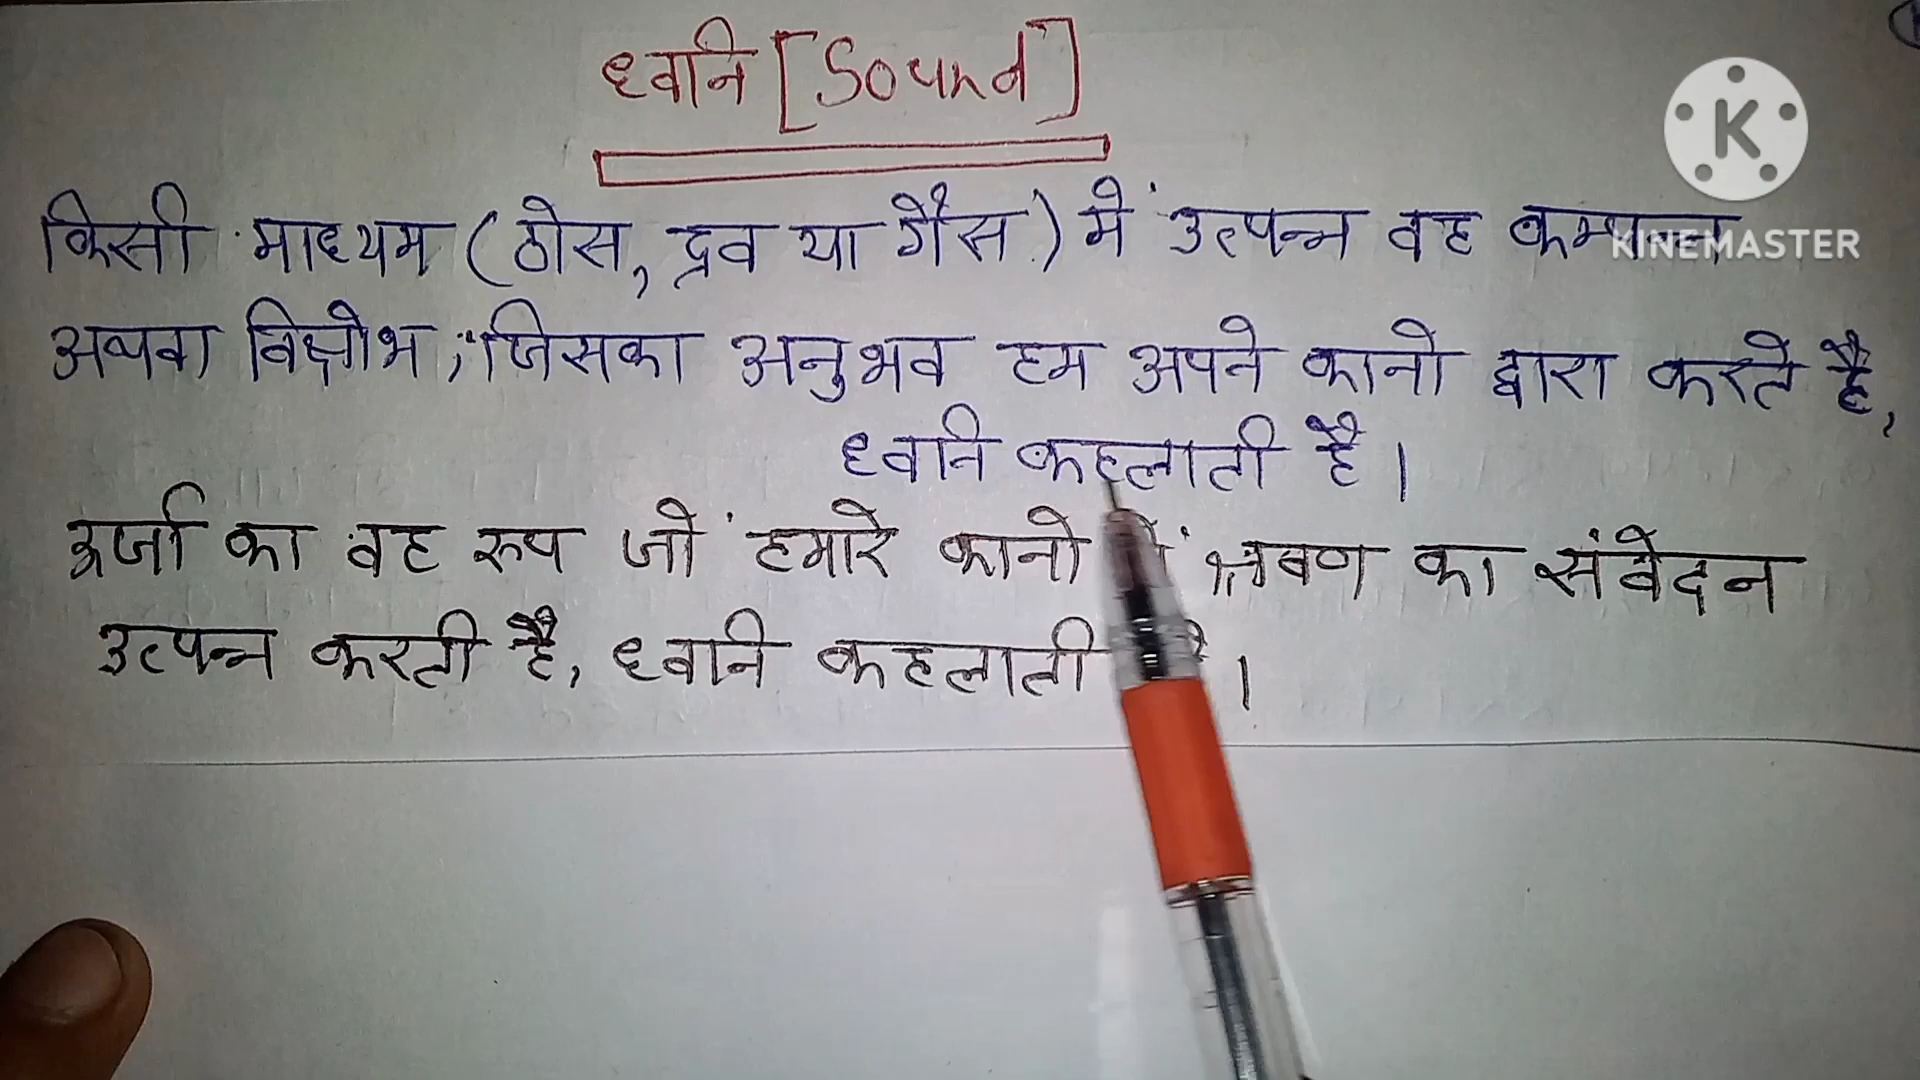 ध्वनि [Sound]
K
KINEMASTER
किसी माध्यम (ठोस, द्रव या गैस) में उत्पन्न वह
अथवा विक्षोभ, जिसका अनुभव हम अपने कानो द्वारा करते है,
ध्वनि कहलाती है।
ऊर्जा का वह रुप जों हमारे कानो श्रवण का संवेदन
उत्पन्न करती है, ध्वनि कहलाती ।